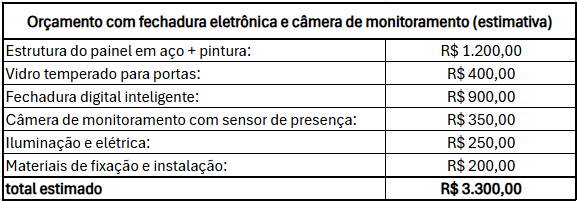 Orçamento com fechadura eletrônica e câmera de monitoramento (estimativa)
Estrutura do painel em aço + pintura: R$ 1.200,00
Vidro temperado para portas: R$ 400,00
Fechadura digital inteligente: R$ 900,00
Câmera de monitoramento com sensor de presença: R$ 350,00
Iluminação e elétrica: R$ 250,00
Materiais de fixação e instalação: R$ 200,00
total estimado R$ 3.300,00